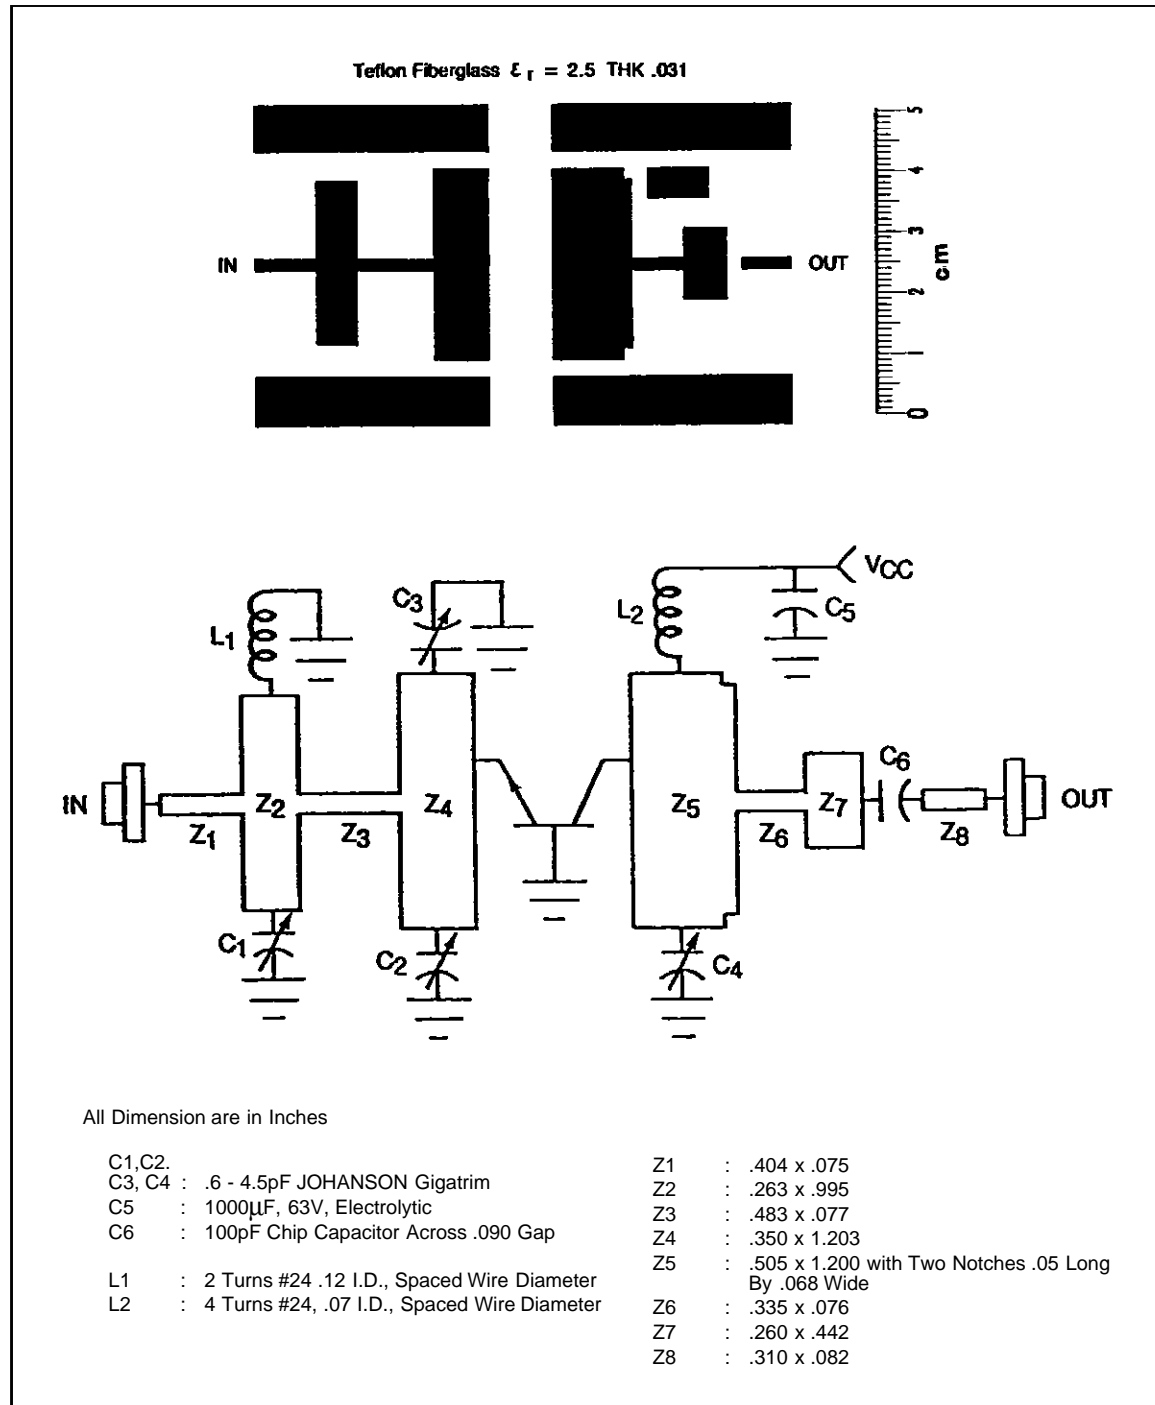 Teflon Fiberglass ε r = 2.5 THK .031
IN
OUT
5
4
3
2
1
0
cm
VCC
C3
L1
L2
C5
C6
IN
Z1
Z2
Z3
Z4
Z5
Z6
Z7
Z8
OUT
C1
C2
C4
All Dimension are in Inches
C1,C2.
C3, C4 : .6 - 4.5pF JOHANSON Gigatrim
C5 : 1000µF, 63V, Electrolytic
C6 : 100pF Chip Capacitor Across .090 Gap
L1 : 2 Turns #24 .12 I.D., Spaced Wire Diameter
L2 : 4 Turns #24, .07 I.D., Spaced Wire Diameter
Z1 : .404 x .075
Z2 : .263 x .995
Z3 : .483 x .077
Z4 : .350 x 1.203
Z5 : .505 x 1.200 with Two Notches .05 Long
By .068 Wide
Z6 : .335 x .076
Z7 : .260 x .442
Z8 : .310 x .082